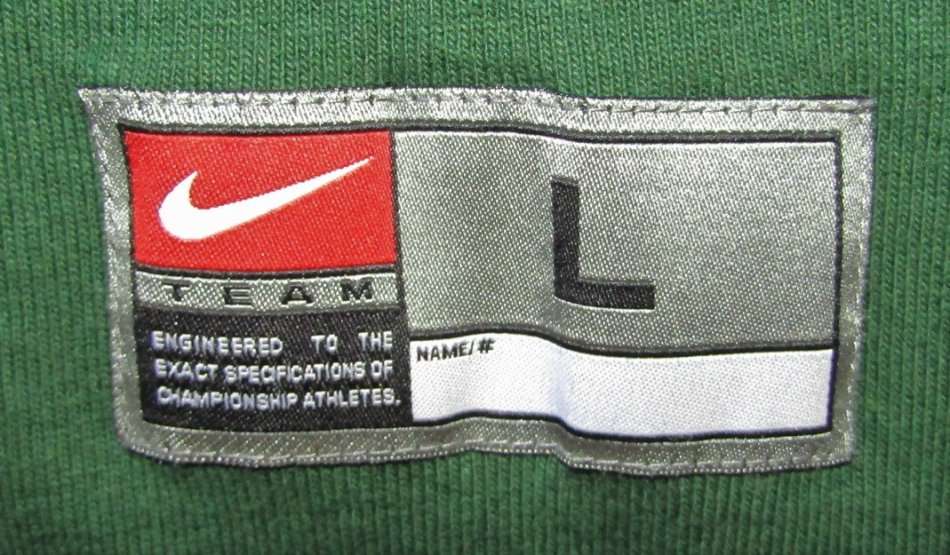 TEAM
ENGINEERED TO THE
EXACT SPECIFICATIONS OF
CHAMPIONSHIP ATHLETES.
L
NAME/#